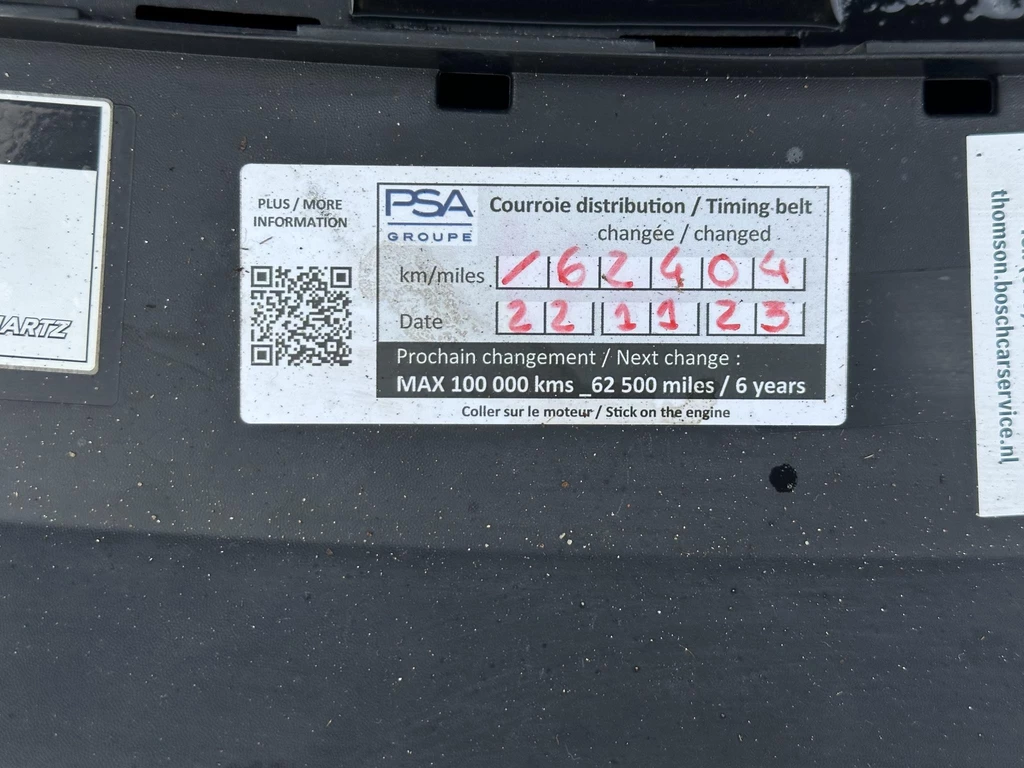 PLUS / MORE
INFORMATION
PSA
GROUPE
Courroie distribution / Timing belt
changée / changed
km/miles / 6 2 4 0 4
Date 2 2 1 1 2 3
Prochain changement / Next change :
MAX 100 000 kms _62 500 miles / 6 years
Coller sur le moteur / Stick on the engine
thomson.boschcarservice.nl